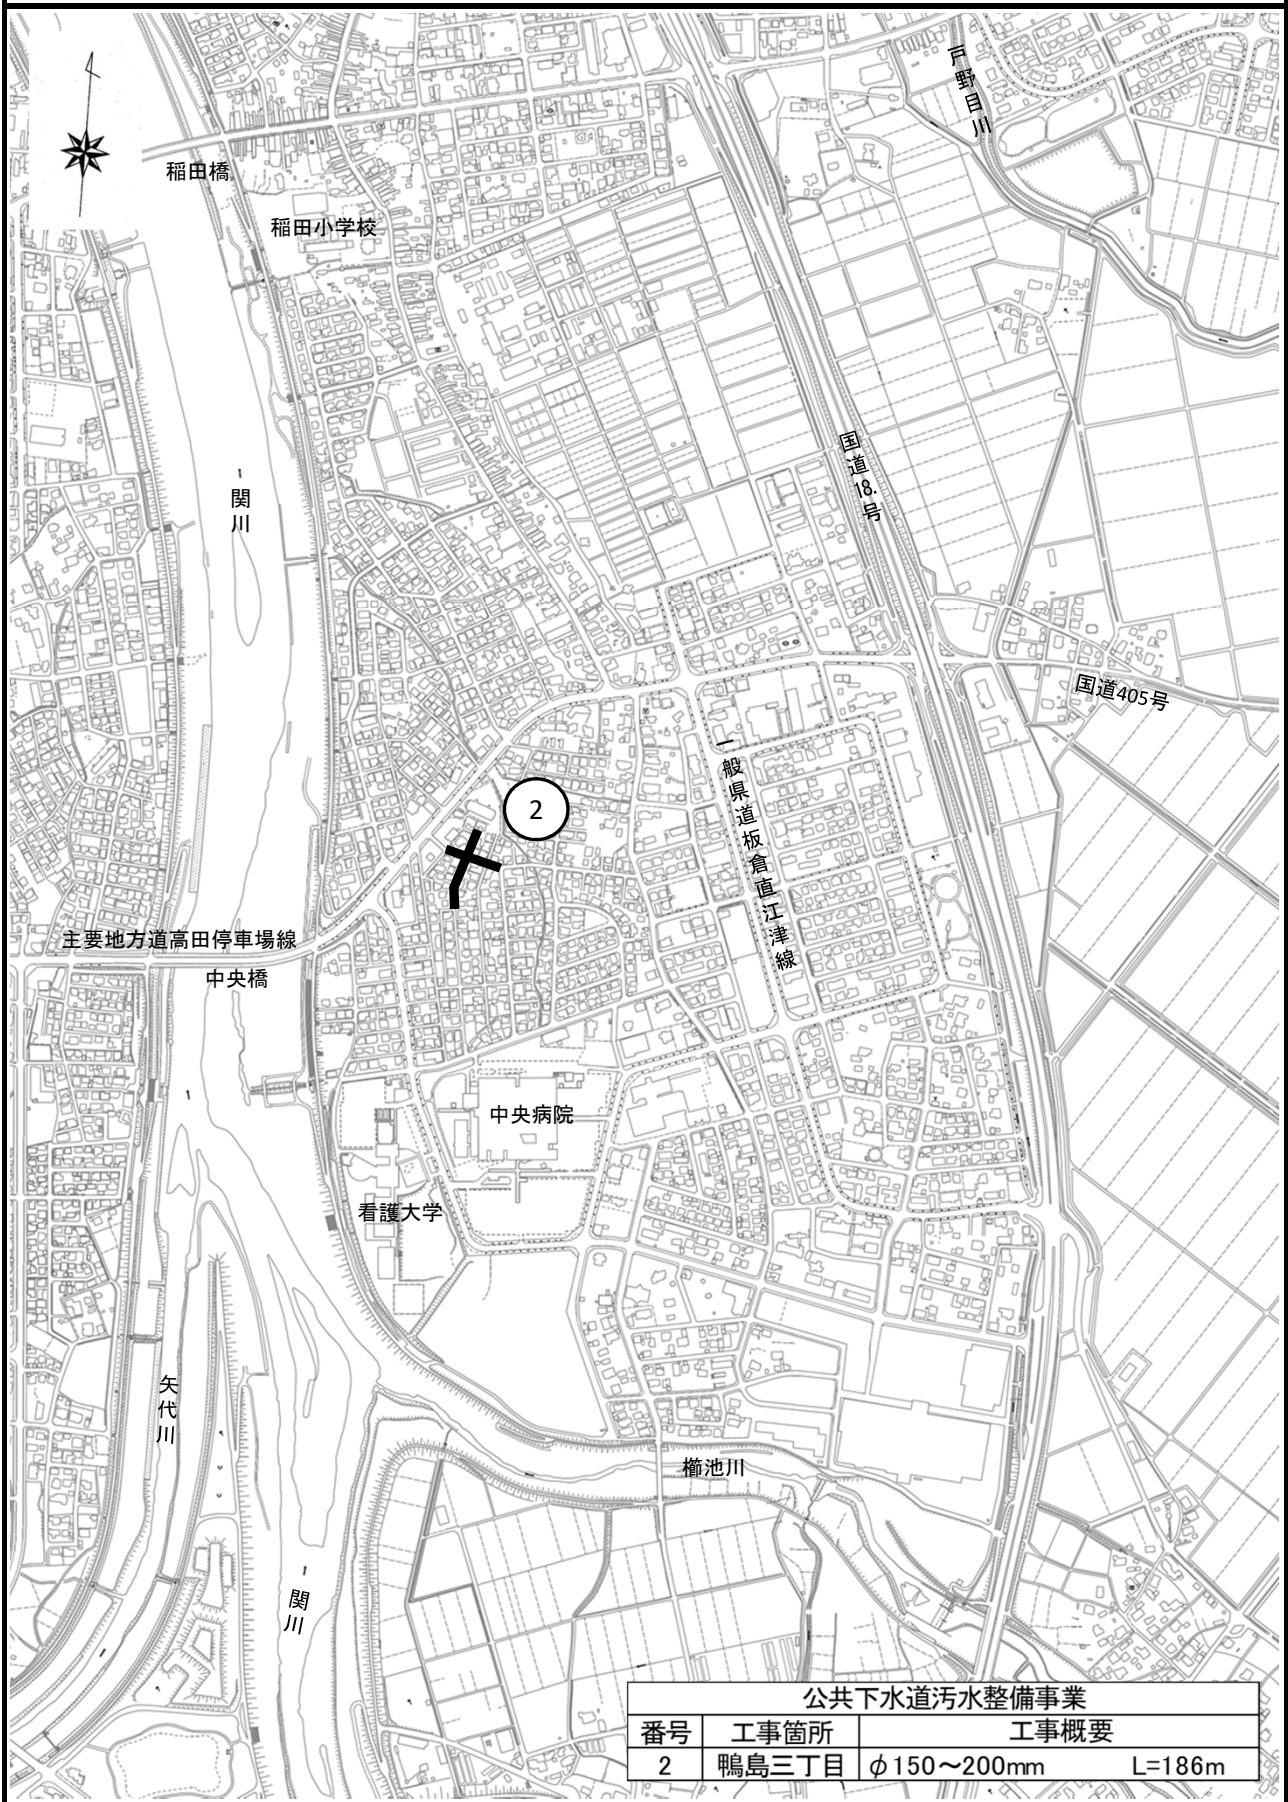 戸野目川
稲田橋
稲田小学校
国道18.号
関川
国道405号
一般県道板倉直江津線
2
主要地方道高田停車場線
中央橋
中央病院
看護大学
矢代川
櫛池川
関川
公共下水道汚水整備事業
番号 工事箇所 工事概要
2 鴨島三丁目 φ150～200mm L=186m